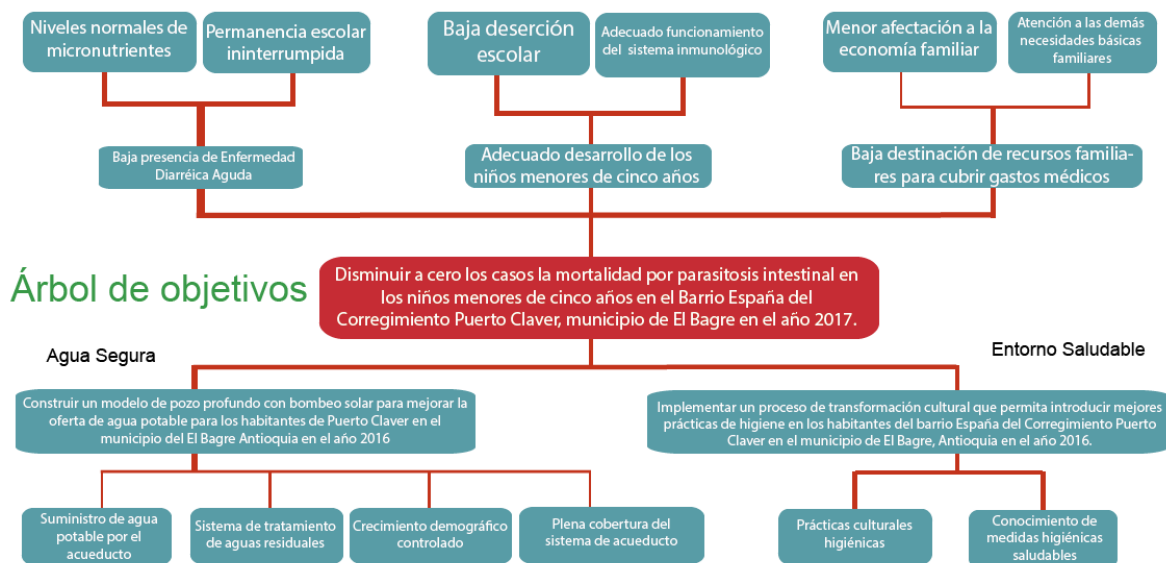 Niveles normales de
micronutrientes
Permanencia escolar
ininterrumpida
Baja deserción
escolar
Adecuado funcionamiento
del sistema inmunológico
Menor afectación a la
economía familiar
Atención a las demás
necesidades básicas
familiares
Baja presencia de Enfermedad
Diarréica Aguda
Adecuado desarrollo de los
niños menores de cinco años
Baja destinación de recursos familia-
res para cubrir gastos médicos
Árbol de objetivos
Disminuir a cero los casos la mortalidad por parasitosis intestinal en
los niños menores de cinco años en el Barrio España del
Corregimiento Puerto Claver, municipio de El Bagre en el año 2017.
Agua Segura
Entorno Saludable
Construir un modelo de pozo profundo con bombeo solar para mejorar la
oferta de agua potable para los habitantes de Puerto Claver en el
municipio del El Bagre Antioquia en el año 2016
Implementar un proceso de transformación cultural que permita introducir mejores
prácticas de higiene en los habitantes del barrio España del Corregimiento Puerto
Claver en el municipio de El Bagre, Antioquia en el año 2016.
Suministro de agua
potable por el
acueducto
Sistema de tratamiento
de aguas residuales
Crecimiento demográfico
controlado
Plena cobertura del
sistema de acueducto
Prácticas culturales
higiénicas
Conocimiento de
medidas higiénicas
saludables